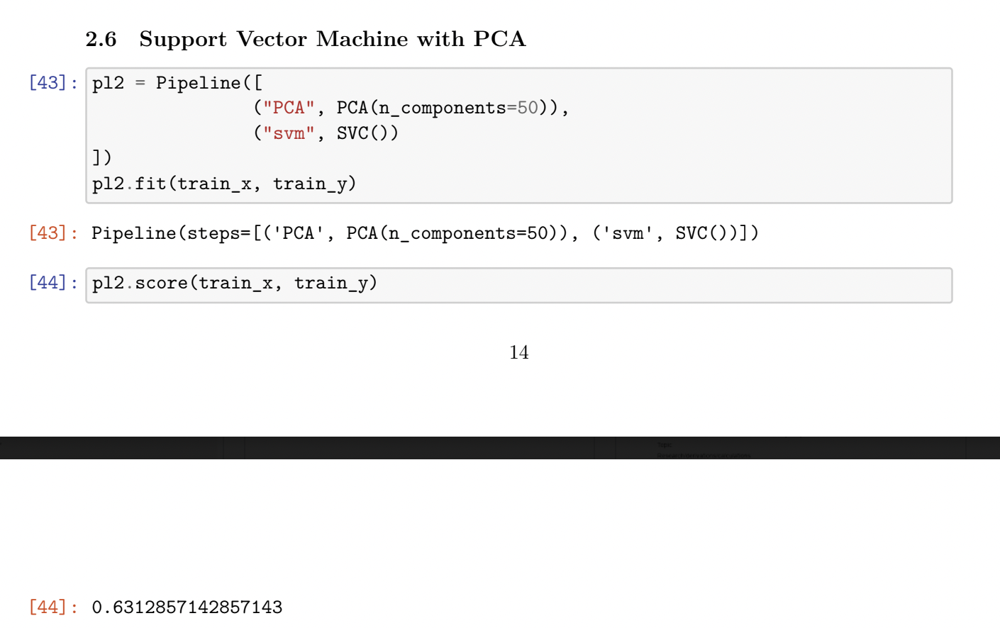 2.6 Support Vector Machine with PCA
[43]: pl2 = Pipeline([
("PCA", PCA(n_components=50)),
("svm", SVC())
])
pl2.fit(train_x, train_y)
[43]: Pipeline(steps=[('PCA', PCA(n_components=50)), ('svm', SVC())])
[44]: pl2.score(train_x, train_y)
14
Topic
[44]: 0.6312857142857143